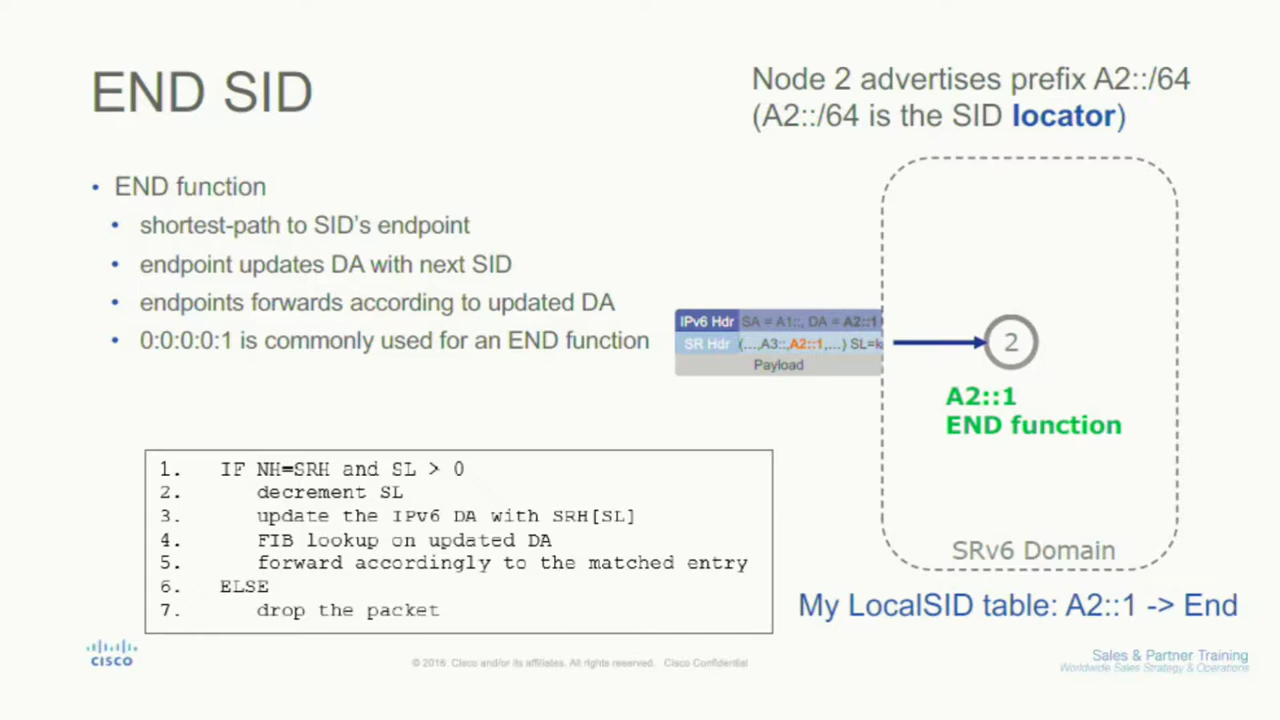 END SID
Node 2 advertises prefix A2::/64
(A2::/64 is the SID locator)
• END function
• shortest-path to SID's endpoint
• endpoint updates DA with next SID
• endpoints forwards according to updated DA
• 0:0:0:0:1 is commonly used for an END function
IPv6 Hdr SA = A1::, DA = A2::1
SR Hdr (...,A3::,A2::1,...) SL=k
Payload
2
A2::1
END function
SRv6 Domain
1. IF NH=SRH and SL > 0
2. decrement SL
3. update the IPv6 DA with SRH[SL]
4. FIB lookup on updated DA
5. forward accordingly to the matched entry
6. ELSE
7. drop the packet
My LocalSID table: A2::1 -> End
CISCO
© 2016 Cisco and/or its affiliates. All rights reserved. Cisco Confidential
Sales & Partner Training
Worldwide Sales Strategy & Operations